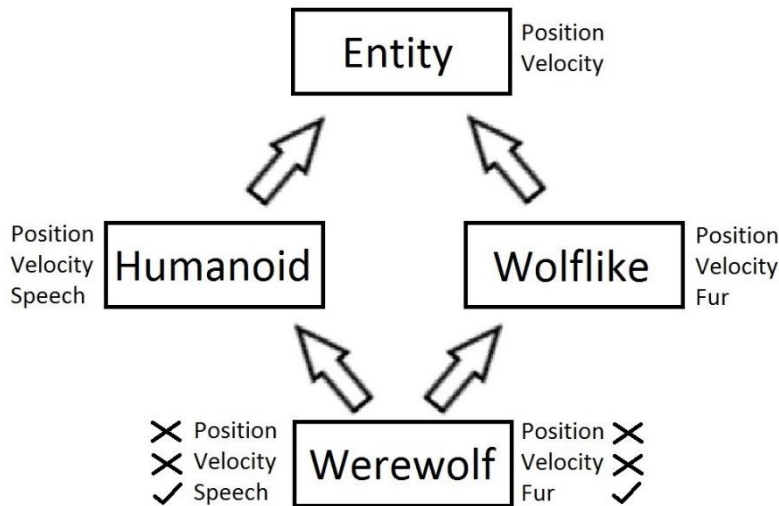 Entity
Position
Velocity
Position
Velocity
Speech
Humanoid
Wolflike
Position
Velocity
Fur
Position
Velocity
Speech
Werewolf
Position
Velocity
Fur